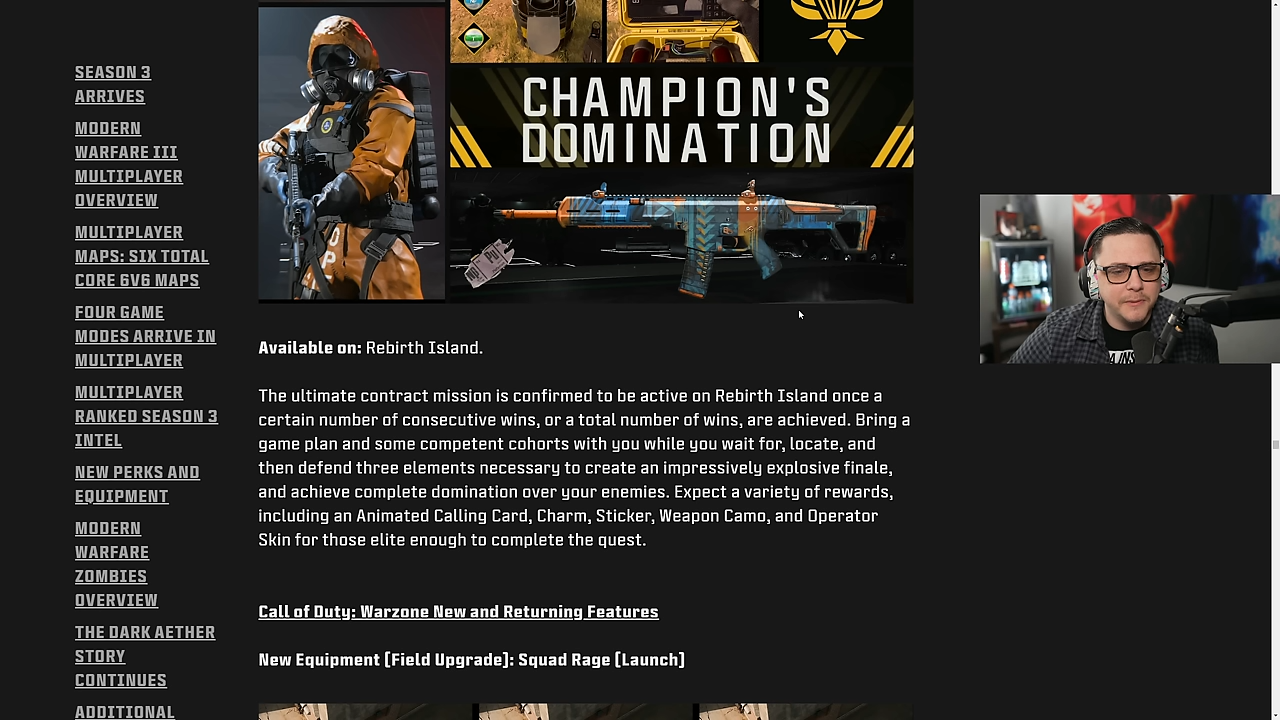 SEASON 3
ARRIVES
MODERN
WARFARE III
MULTIPLAYER
OVERVIEW
MULTIPLAYER
MAPS: SIX TOTAL
CORE 6V6 MAPS
FOUR GAME
MODES ARRIVE IN
MULTIPLAYER
MULTIPLAYER
RANKED SEASON 3
INTEL
NEW PERKS AND
EQUIPMENT
MODERN
WARFARE
ZOMBIES
OVERVIEW
THE DARK AETHER
STORY
CONTINUES
ADDITIONAL
CHAMPION'S
DOMINATION
Available on: Rebirth Island.
The ultimate contract mission is confirmed to be active on Rebirth Island once a
certain number of consecutive wins, or a total number of wins, are achieved. Bring a
game plan and some competent cohorts with you while you wait for, locate, and
then defend three elements necessary to create an impressively explosive finale,
and achieve complete domination over your enemies. Expect a variety of rewards,
including an Animated Calling Card, Charm, Sticker, Weapon Camo, and Operator
Skin for those elite enough to complete the quest.
Call of Duty: Warzone New and Returning Features
New Equipment (Field Upgrade): Squad Rage (Launch)